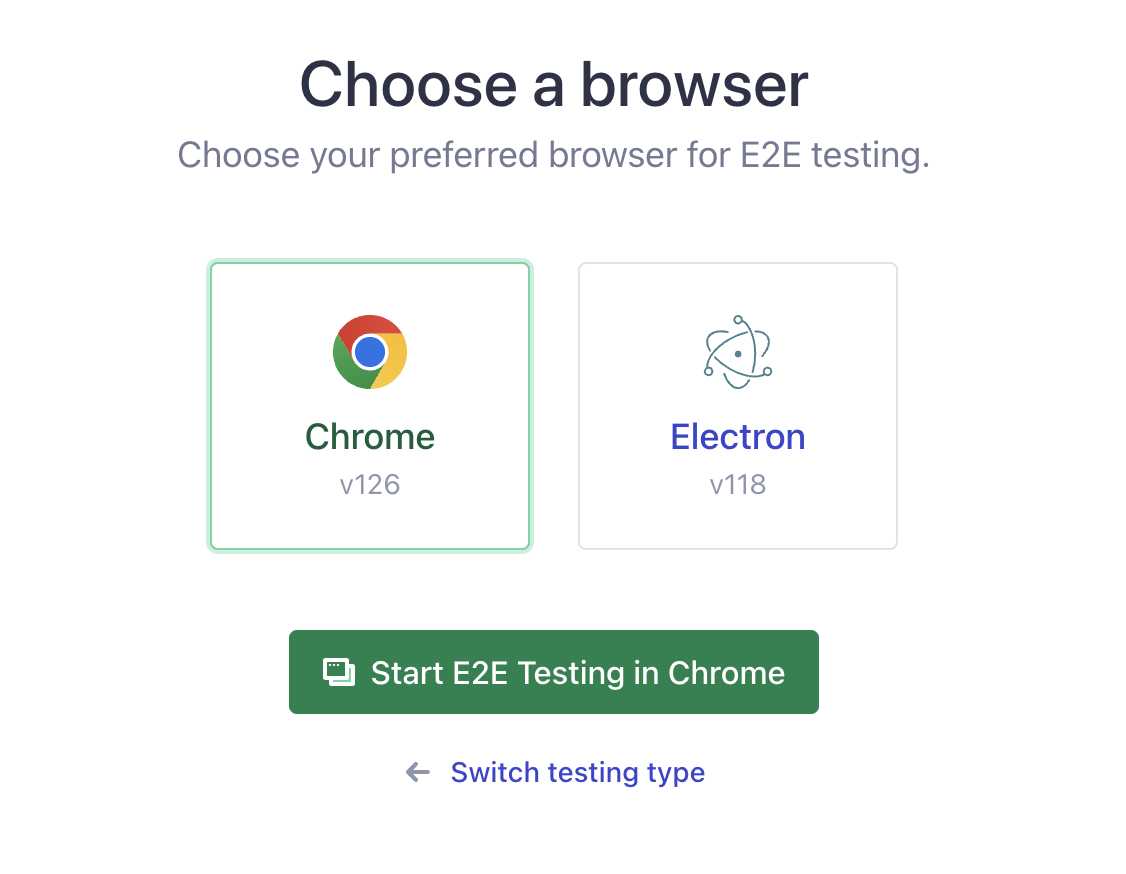 Choose a browser
Choose your preferred browser for E2E testing.
Chrome
v126
Electron
v118
Start E2E Testing in Chrome
Switch testing type